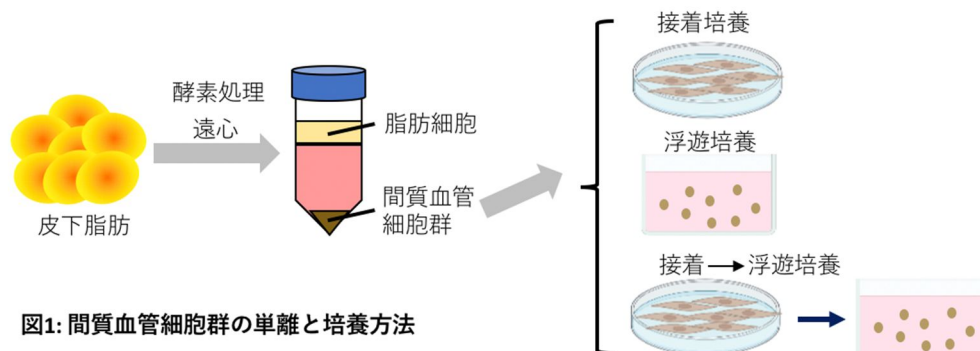 接着培養
酵素処理
遠心
脂肪細胞
浮遊培養
間質血管
細胞群
皮下脂肪
接着→浮遊培養
図1: 間質血管細胞群の単離と培養方法